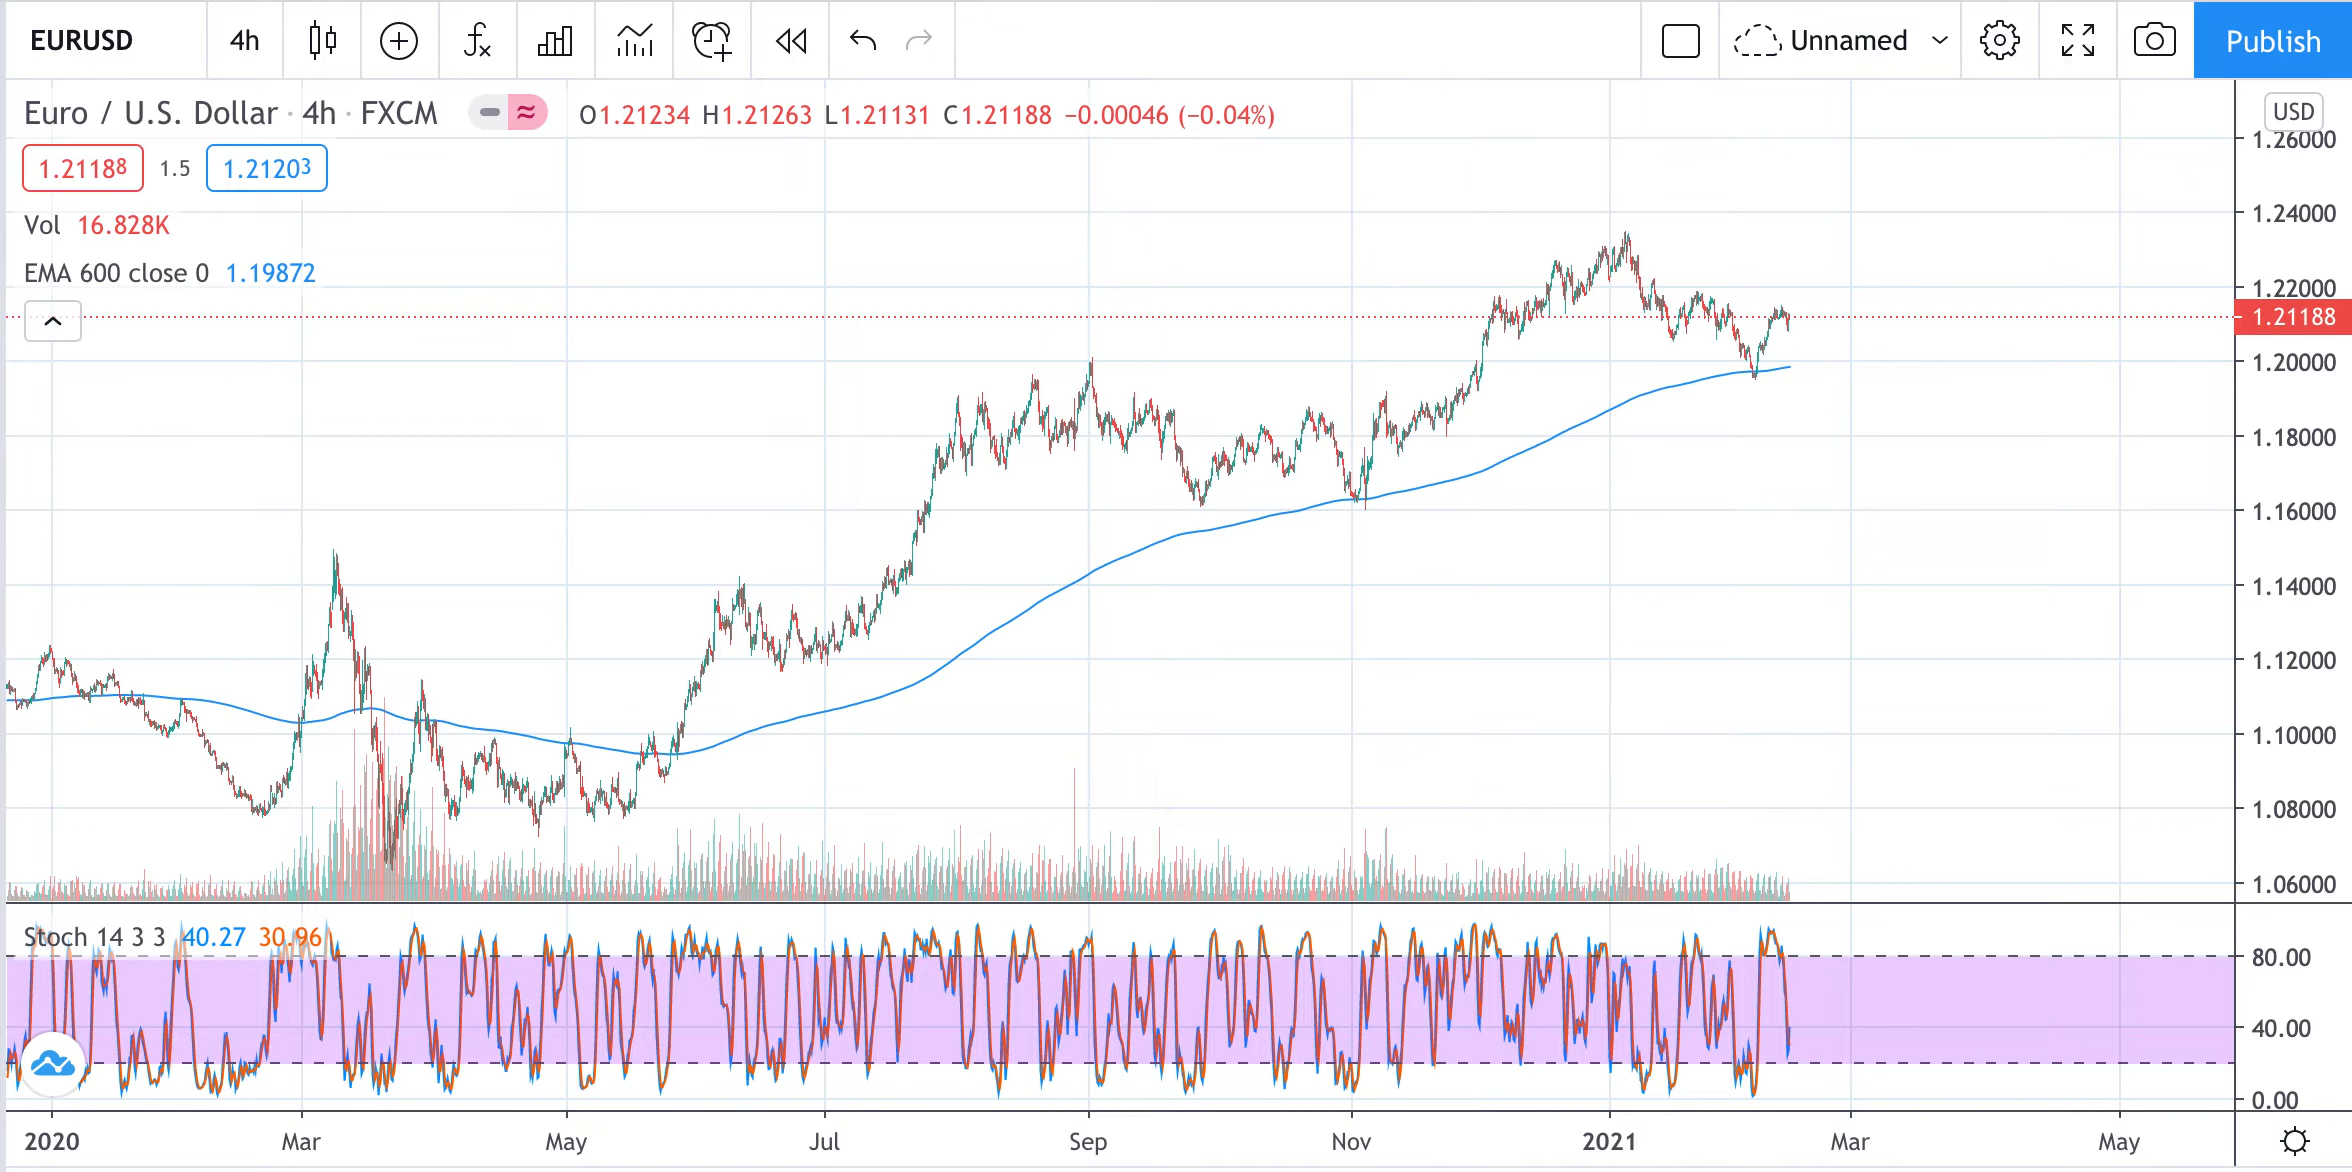 EURUSD 4h Unnamed Publish
Euro / U.S. Dollar · 4h · FXCM O1.21234 H1.21263 L1.21131 C1.21188 −0.00046 (−0.04%) USD
1.21188 1.5 1.21203
Vol 16.828K
EMA 600 close 0 1.19872
1.26000
1.24000
1.22000
1.21188
1.20000
1.18000
1.16000
1.14000
1.12000
1.10000
1.08000
1.06000
Stoch 14 3 3 40.27 30.96
80.00
40.00
0.00
2020 Mar May Jul Sep Nov 2021 Mar May